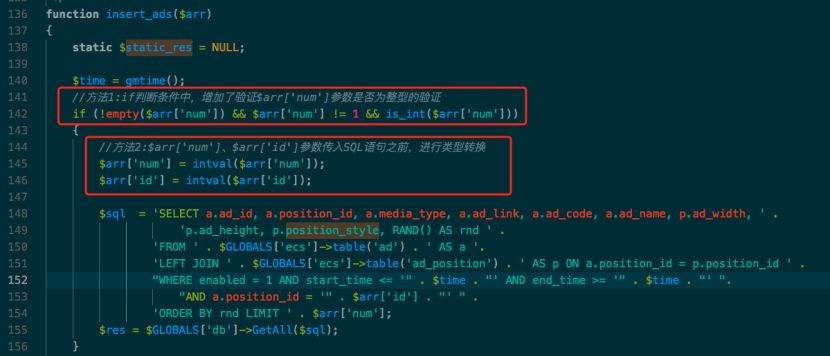 136 function insert_ads($arr)
137 {
138 static $static_res = NULL;
139
140 $time = gmtime();
141 //方法1:if判断条件中，增加了验证$arr['num']参数是否为整型的验证
142 if (!empty($arr['num']) && $arr['num'] != 1 && is_int($arr['num']))
143 {
144 //方法2:$arr['num']、$arr['id']参数传入SQL语句之前，进行类型转换
145 $arr['num'] = intval($arr['num']);
146 $arr['id'] = intval($arr['id']);
147
148 $sql = 'SELECT a.ad_id, a.position_id, a.media_type, a.ad_link, a.ad_code, a.ad_name, p.ad_width, ' .
149 'p.ad_height, p.position_style, RAND() AS rnd ' .
150 'FROM ' . $GLOBALS['ecs']->table('ad') . ' AS a '.
151 'LEFT JOIN ' . $GLOBALS['ecs']->table('ad_position') . ' AS p ON a.position_id = p.position_id ' .
152 "WHERE enabled = 1 AND start_time <= '" . $time . "' AND end_time >= '" . $time . "' ".
153 "AND a.position_id = '" . $arr['id'] . "' " .
154 'ORDER BY rnd LIMIT ' . $arr['num'];
155 $res = $GLOBALS['db']->GetAll($sql);
156 }